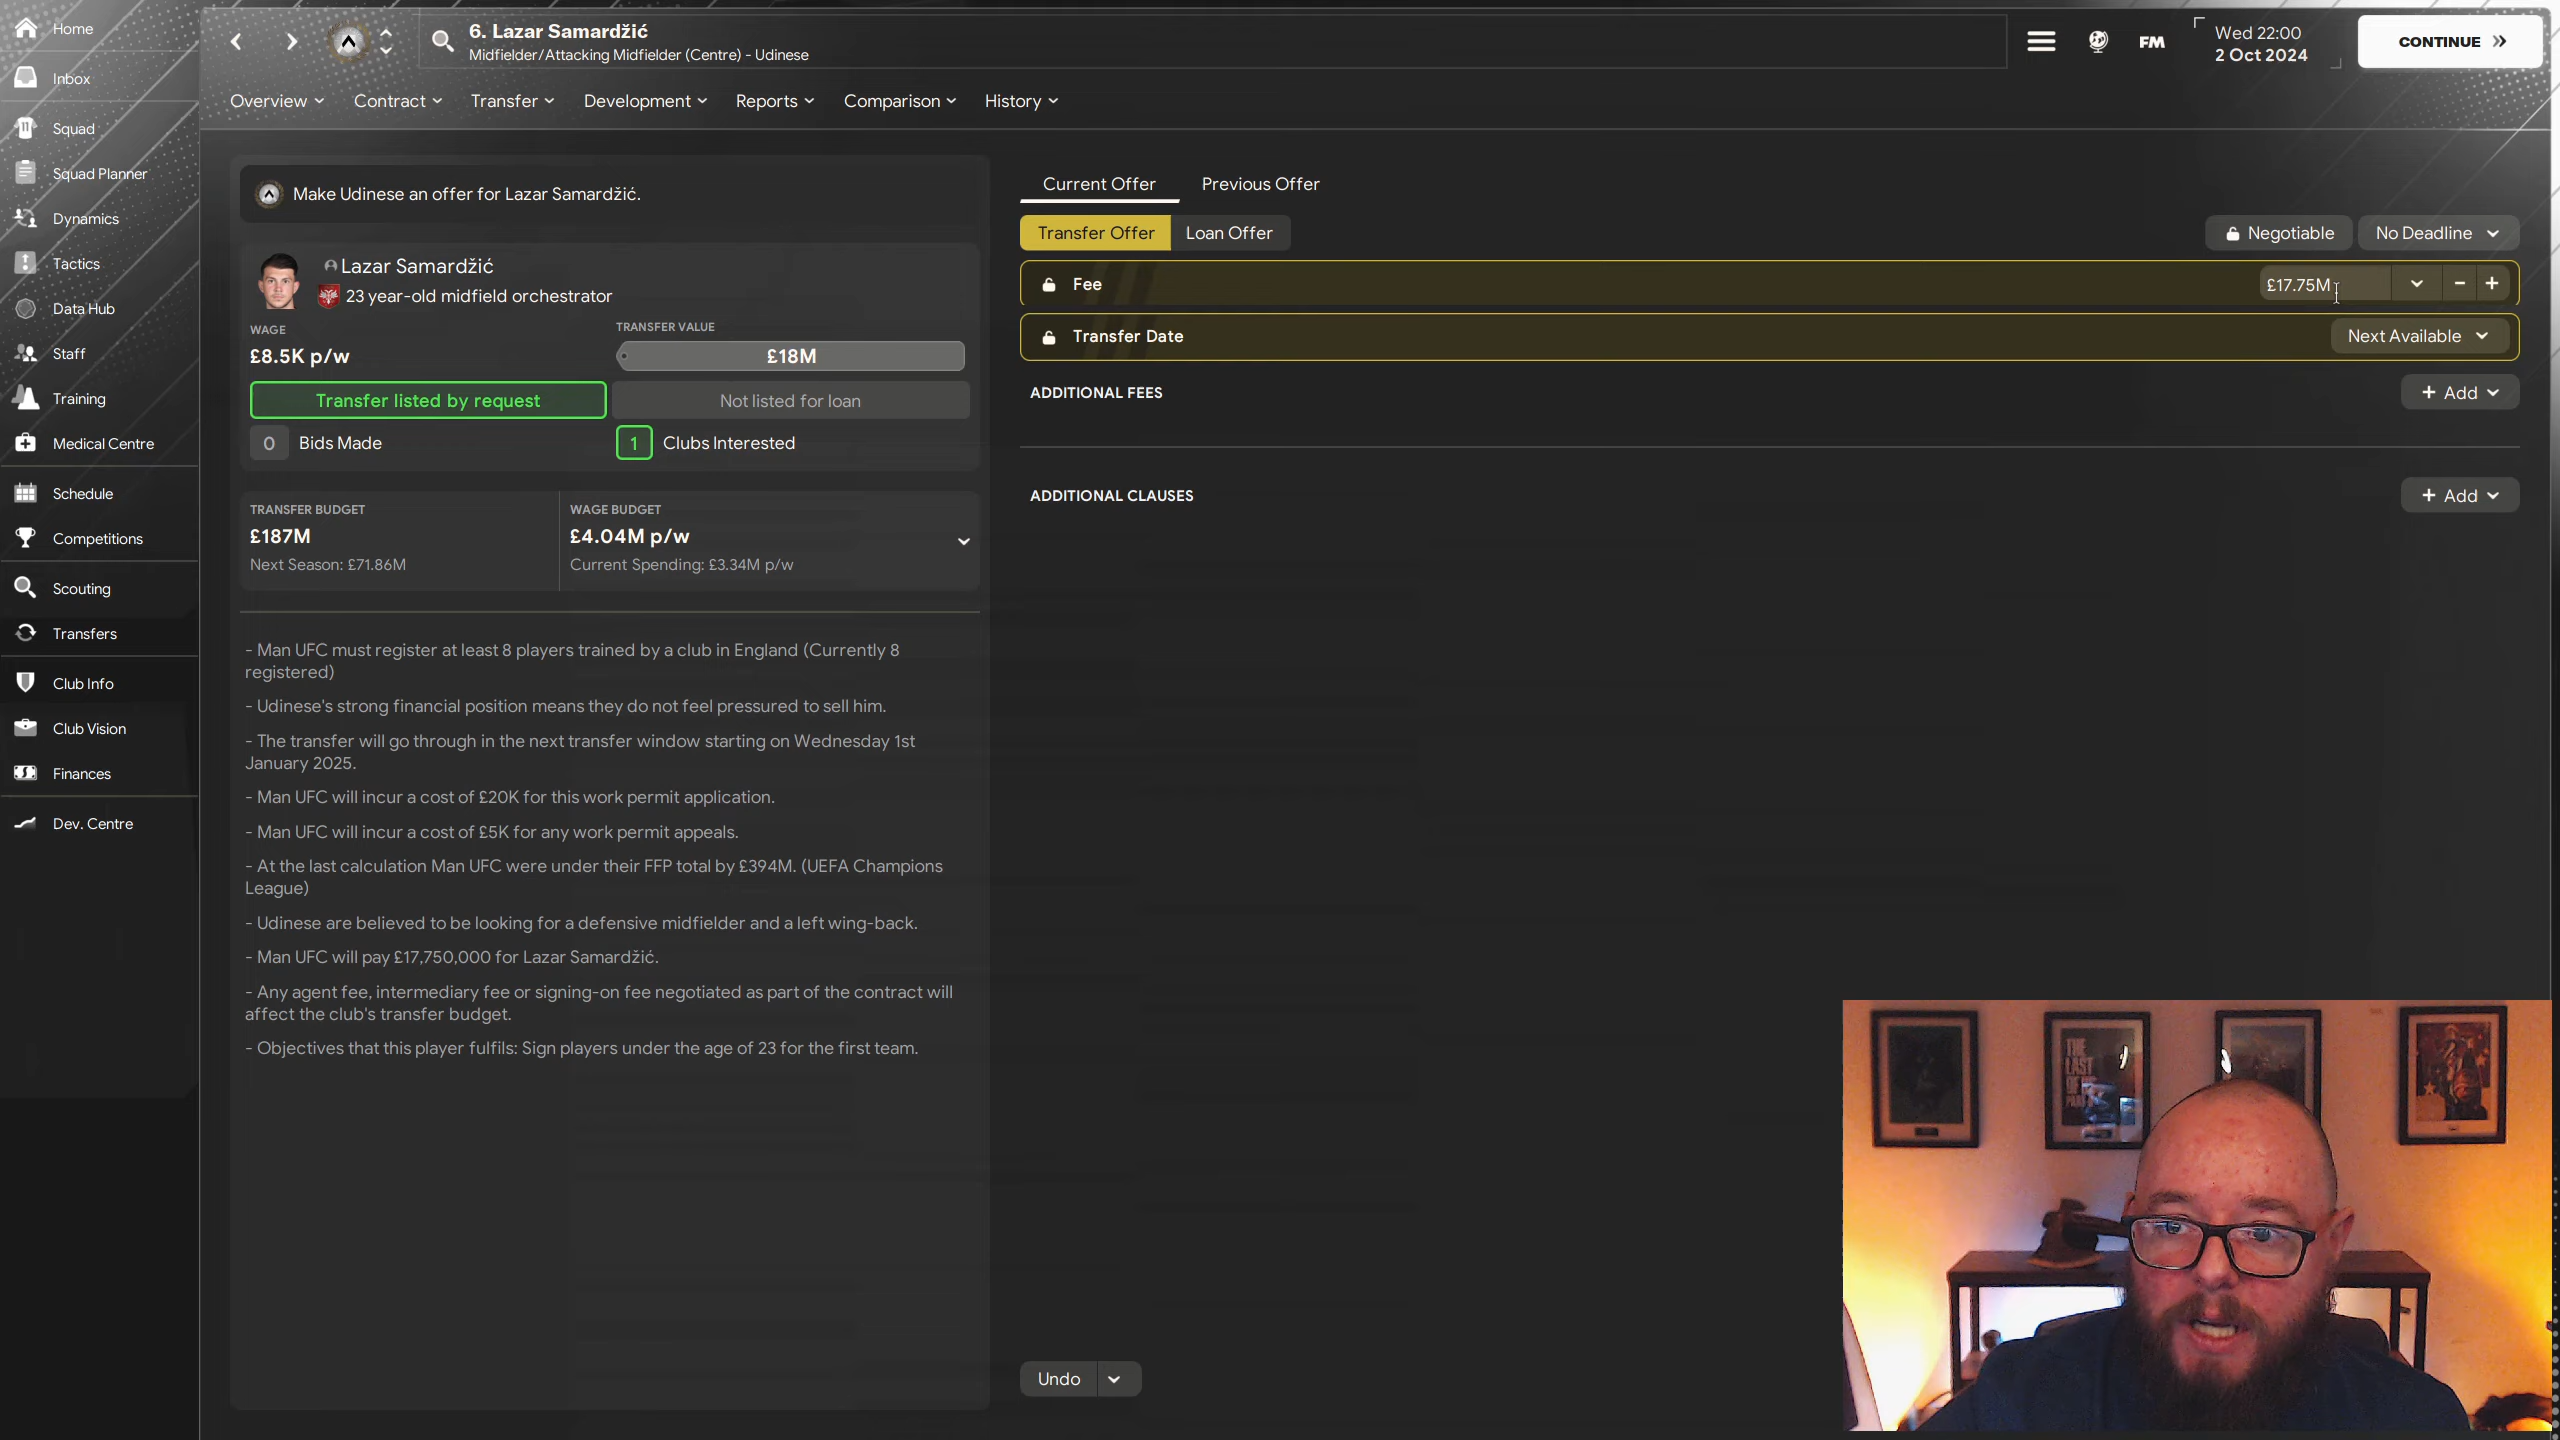 Home
Inbox
Squad
Squad Planner
Dynamics
Tactics
Data Hub
Staff
Training
Medical Centre
Schedule
Competitions
Scouting
Transfers
Club Info
Club Vision
Finances
Dev. Centre
6. Lazar Samardžić
Midfielder/Attacking Midfielder (Centre) - Udinese
FM
Wed 22:00
2 Oct 2024
CONTINUE
Overview Contract Transfer Development Reports Comparison History
Make Udinese an offer for Lazar Samardžić.
Lazar Samardžić
23 year-old midfield orchestrator
WAGE TRANSFER VALUE
£8.5K p/w £18M
Transfer listed by request Not listed for loan
0 Bids Made 1 Clubs Interested
TRANSFER BUDGET WAGE BUDGET
£187M £4.04M p/w
Next Season: £71.86M Current Spending: £3.34M p/w
- Man UFC must register at least 8 players trained by a club in England (Currently 8
registered)
- Udinese's strong financial position means they do not feel pressured to sell him.
- The transfer will go through in the next transfer window starting on Wednesday 1st
January 2025.
- Man UFC will incur a cost of £20K for this work permit application.
- Man UFC will incur a cost of £5K for any work permit appeals.
- At the last calculation Man UFC were under their FFP total by £394M. (UEFA Champions
League)
- Udinese are believed to be looking for a defensive midfielder and a left wing-back.
- Man UFC will pay £17,750,000 for Lazar Samardžić.
- Any agent fee, intermediary fee or signing-on fee negotiated as part of the contract will
affect the club's transfer budget.
- Objectives that this player fulfils: Sign players under the age of 23 for the first team.
Current Offer Previous Offer
Transfer Offer Loan Offer Negotiable No Deadline
Fee £17.75M
Transfer Date Next Available
ADDITIONAL FEES + Add
ADDITIONAL CLAUSES + Add
Undo
THE
LAST
OF